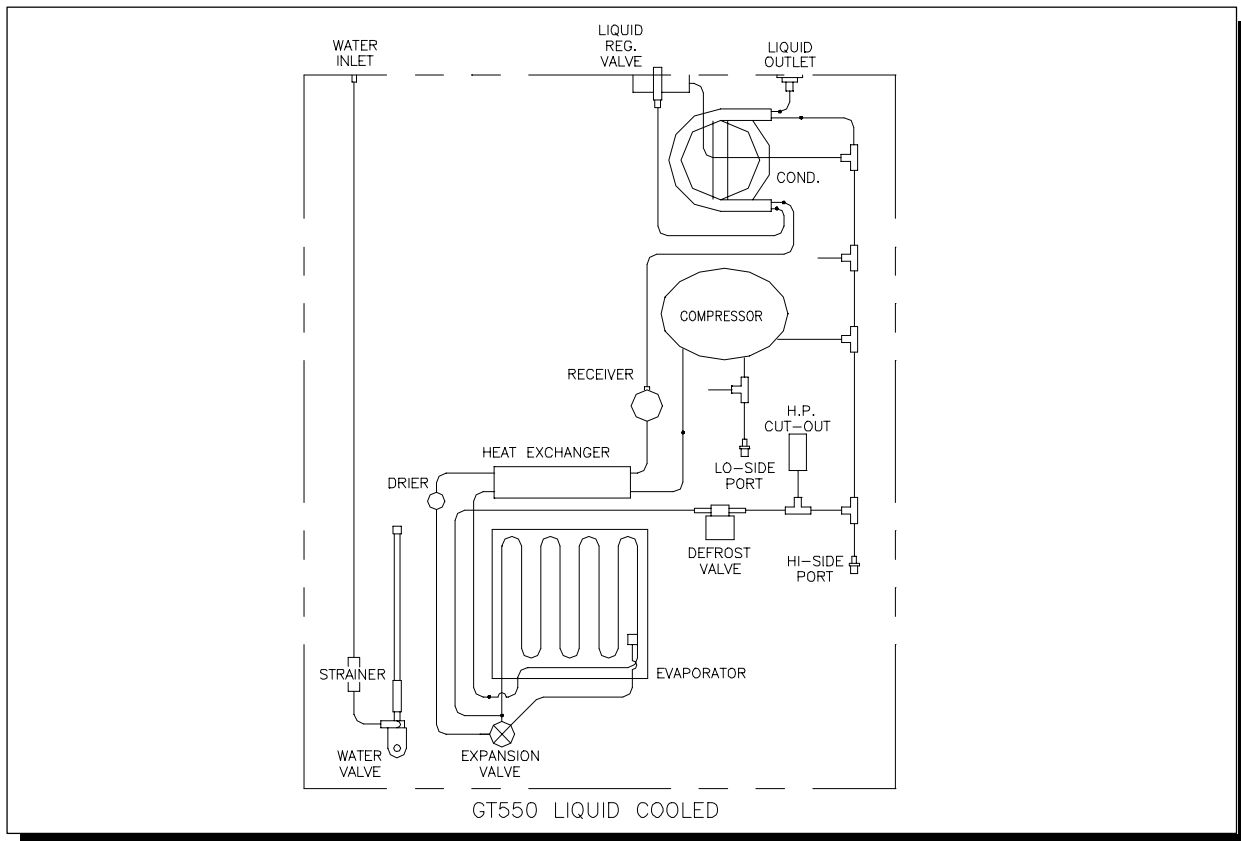 WATER
INLET
LIQUID
REG.
VALVE
LIQUID
OUTLET
COND.
COMPRESSOR
RECEIVER
H.P.
CUT-OUT
HEAT EXCHANGER
LO-SIDE
PORT
DRIER
DEFROST
VALVE
HI-SIDE
PORT
STRAINER
EVAPORATOR
WATER
VALVE
EXPANSION
VALVE
GT550 LIQUID COOLED